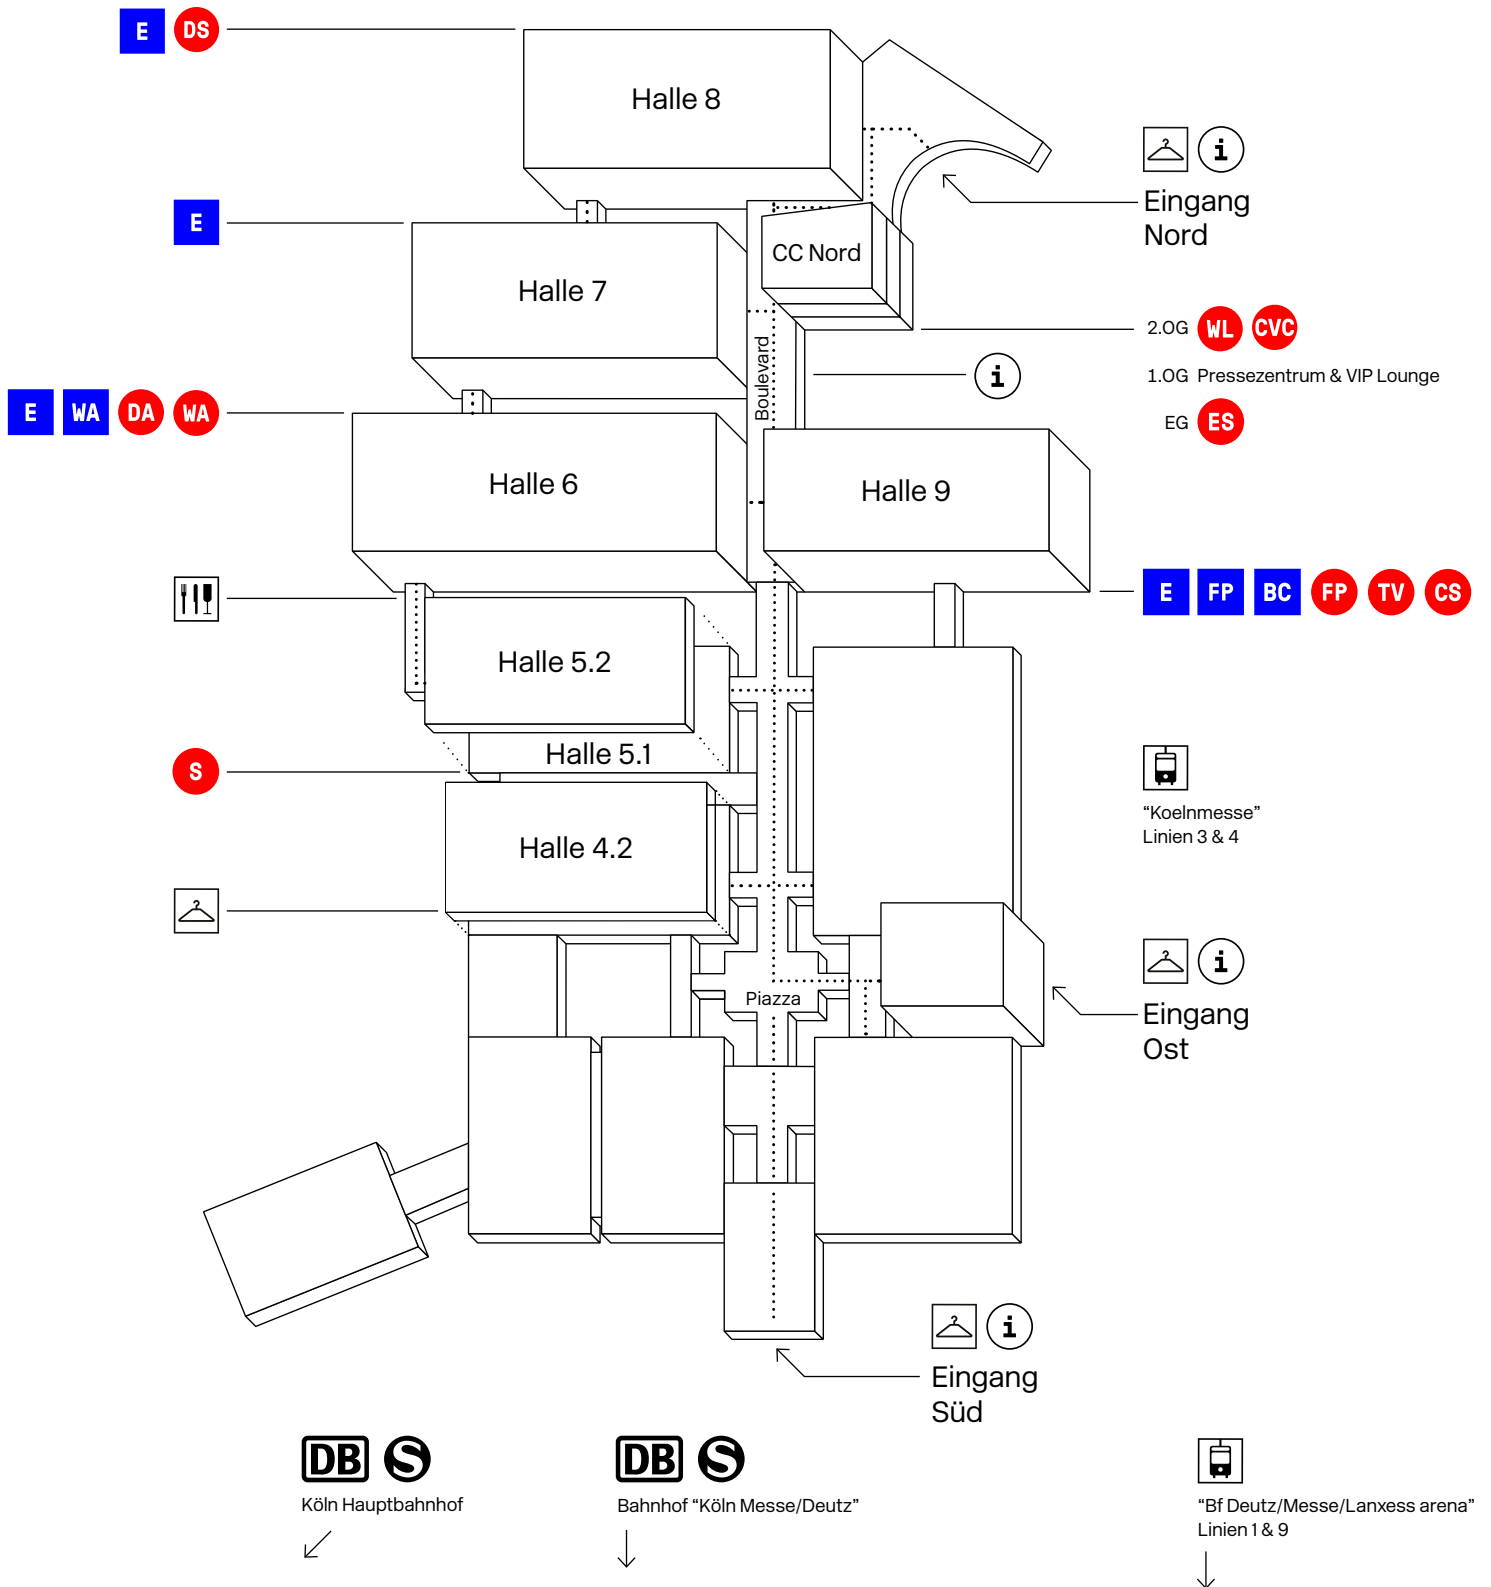 E DS
Halle 8
Eingang
Nord
E
Halle 7
CC Nord
2.OG WL CVC
Boulevard
1.OG Pressezentrum & VIP Lounge
i
EG ES
E WA DA WA
Halle 6
Halle 9
E FP BC FP TV CS
Halle 5.2
Halle 5.1
S
"Koelnmesse"
Linien 3 & 4
Halle 4.2
Piazza
i
Eingang
Ost
i
Eingang
Süd
DB S
Köln Hauptbahnhof
DB S
Bahnhof “Köln Messe/Deutz”
“Bf Deutz/Messe/Lanxess arena”
Linien 1 & 9